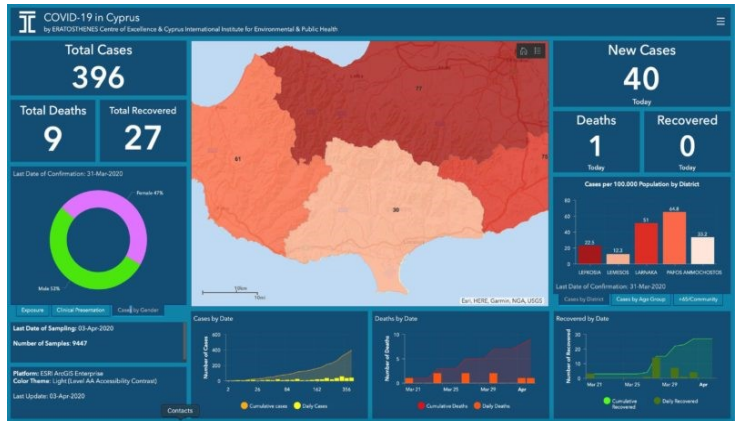 COVID-19 in Cyprus
by ERATOSTHENES Centre of Excellence & Cyprus International Institute for Environmental & Public Health
Total Cases
396
Total Deaths
9
Total Recovered
27
Last Date of Confirmation: 31-Mar-2020
Female 47%
Male 53%
Exposure
Clinical Presentation
Cases by Gender
Last Date of Sampling: 03-Apr-2020
Number of Samples: 9447
Platform: ESRI ArcGIS Enterprise
Color Theme: Light (Level AA Accessibility Contrast)
Last Update: 03-Apr-2020
Contacts
77
61
30
Esri, HERE, Garmin, NGA, USGS
New Cases
40
Today
Deaths
1
Today
Recovered
0
Today
Cases per 100.000 Population by District
80
60
40
20
0
22.5
12.3
51
64.8
33.2
LEFKOSIA
LEMESOS
LARNAKA
PAFOS
AMMOCHOSTOS
Last Date of Confirmation: 31-Mar-2020
Cases by District
Cases by Age Group
+65/Community
Cases by Date
Number of Cases
600
400
200
0
Cumulative cases
Daily Cases
Deaths by Date
Number of Deaths
10
5
0
Mar 21
Mar 25
Mar 29
Apr
Cumulative Deaths
Daily Deaths
Recovered by Date
Number of Recovered
30
20
10
0
Mar 21
Mar 25
Mar 29
Apr
Cumulative
Recovered
Daily Recovered